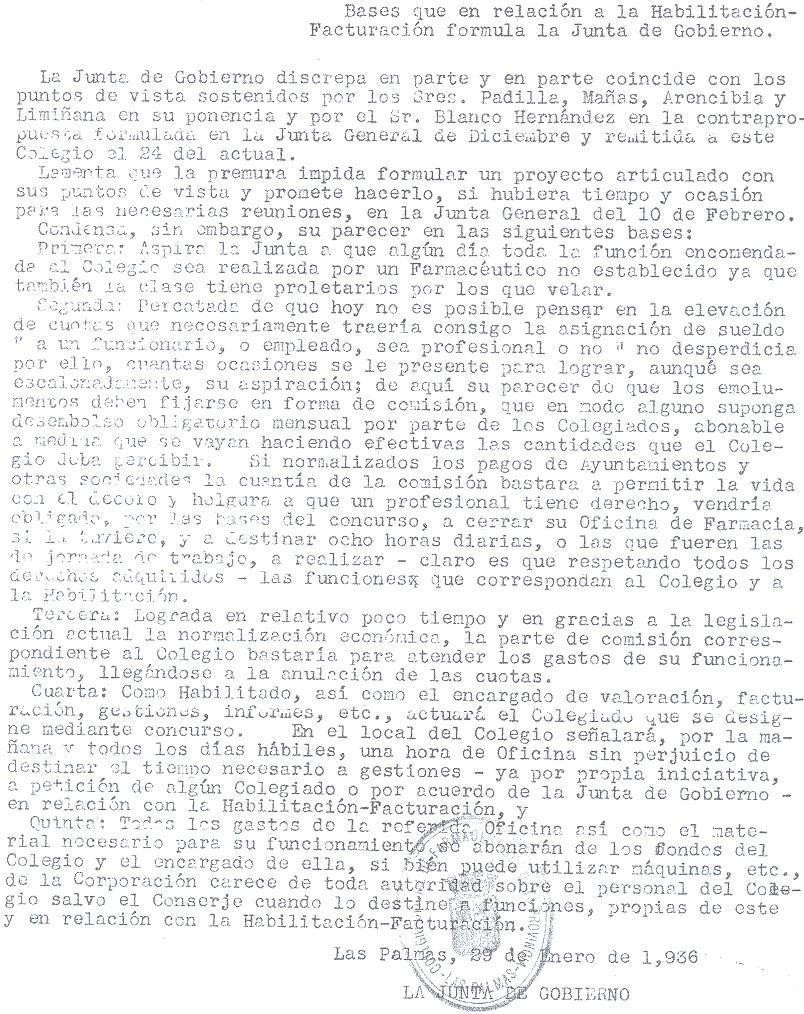 Bases que en relación a la Habilitación-
Facturación formula la Junta de Gobierno.
La Junta de Gobierno discrepa en parte y en parte coincide con los
puntos de vista sostenidos por los Sres. Padilla, Mañas, Arencibia y
Limiñana en su ponencia y por el Sr. Blanco Hernández en la contrapro-
puesta formulada en la Junta General de Diciembre y remitida a este
Colegio el 24 del actual.
Lamenta que la premura impida formular un proyecto articulado con
sus puntos de vista y promete hacerlo, si hubiera tiempo y ocasión
para las necesarias reuniones, en la Junta General del 10 de Febrero.
Condensa, sin embargo, su parecer en las siguientes bases:
Primera: Aspira la Junta a que algún día toda la función encomenda-
da al Colegio sea realizada por un Farmacéutico no establecido ya que
también la clase tiene proletarios por los que velar.
Segunda: Percatada de que hoy no es posible pensar en la elevación
de cuotas que necesariamente traería consigo la asignación de sueldo
" a un funcionario, o empleado, sea profesional o no " no desperdicia
por ello, cuantas ocasiones se le presente para lograr, aunque sea
escalonadamente, su aspiración; de aquí su parecer de que los emolu-
mentos deben fijarse en forma de comisión, que en modo alguno suponga
desembolso obligatorio mensual por parte de los Colegiados, abonable
a medida que se vayan haciendo efectivas las cantidades que el Cole-
gio deba percibir. Si normalizados los pagos de Ayuntamientos y
otras sociedades la cuantía de la comisión bastara a permitir la vida
con el decoro y holgura a que un profesional tiene derecho, vendría
obligado, por las bases del concurso, a cerrar su Oficina de Farmacia,
si la tuviere, y a destinar ocho horas diarias, o las que fueren las
de jornada de trabajo, a realizar - claro es que respetando todos los
derechos adquiridos - las funciones que correspondan al Colegio y a
la Habilitación.
Tercera: Lograda en relativo poco tiempo y en gracias a la legisla-
ción actual la normalización económica, la parte de comisión corres-
pondiente al Colegio bastaría para atender los gastos de su funciona-
miento, llegándose a la anulación de las cuotas.
Cuarta: Como Habilitado, así como el encargado de valoración, factu-
ración, gestiones, informes, etc., actuará el Colegiado que se desig-
ne mediante concurso. En el local del Colegio señalará, por la ma-
ñana y todos los días hábiles, una hora de Oficina sin perjuicio de
destinar el tiempo necesario a gestiones - ya por propia iniciativa,
a petición de algún Colegiado o por acuerdo de la Junta de Gobierno -
en relación con la Habilitación-Facturación, y
Quinta: Todos los gastos de la referida Oficina así como el mate-
rial necesario para su funcionamiento se abonarán de los fondos del
Colegio y el encargado de ella, si bién puede utilizar máquinas, etc.,
de la Corporación carece de toda autoridad sobre el personal del Cole-
gio salvo el Conserje cuando lo destine a funciones, propias de este
y en relación con la Habilitación-Facturación.
Las Palmas, 29 de Enero de 1,936
LA JUNTA DE GOBIERNO
PROVINCIA
LAS PALMAS